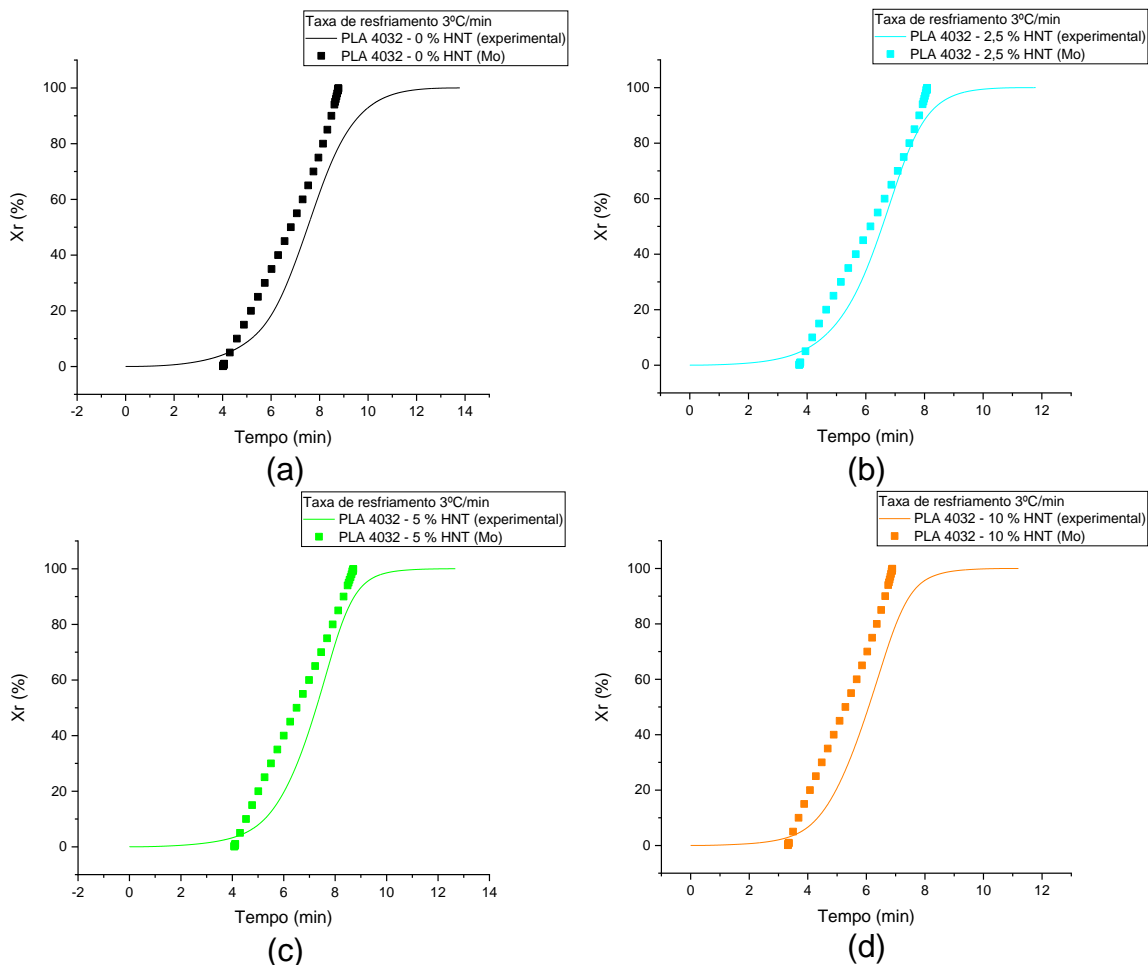 Taxa de resfriamento 3ºC/min
PLA 4032 - 0 % HNT (experimental)
PLA 4032 - 0 % HNT (Mo)
100
80
60
40
20
0
Xr (%)
-2 0 2 4 6 8 10 12 14
Tempo (min)
(a)
Taxa de resfriamento 3ºC/min
PLA 4032 - 2,5 % HNT (experimental)
PLA 4032 - 2,5 % HNT (Mo)
100
80
60
40
20
0
Xr (%)
0 2 4 6 8 10 12
Tempo (min)
(b)
Taxa de resfriamento 3ºC/min
PLA 4032 - 5 % HNT (experimental)
PLA 4032 - 5 % HNT (Mo)
100
80
60
40
20
0
Xr (%)
-2 0 2 4 6 8 10 12 14
Tempo (min)
(c)
Taxa de resfriamento 3ºC/min
PLA 4032 - 10 % HNT (experimental)
PLA 4032 - 10 % HNT (Mo)
100
80
60
40
20
0
Xr (%)
0 2 4 6 8 10 12
Tempo (min)
(d)